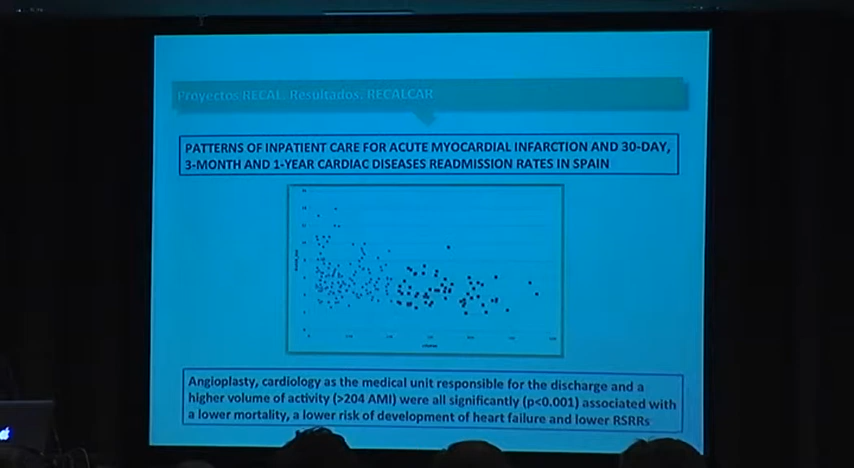 Proyectos RECAL. Resultados. RECALCAR
PATTERNS OF INPATIENT CARE FOR ACUTE MYOCARDIAL INFARCTION AND 30-DAY,
3-MONTH AND 1-YEAR CARDIAC DISEASES READMISSION RATES IN SPAIN
Angioplasty, cardiology as the medical unit responsible for the discharge and a
higher volume of activity (>204 AMI) were all significantly (p<0.001) associated with
a lower mortality, a lower risk of development of heart failure and lower RSRRs